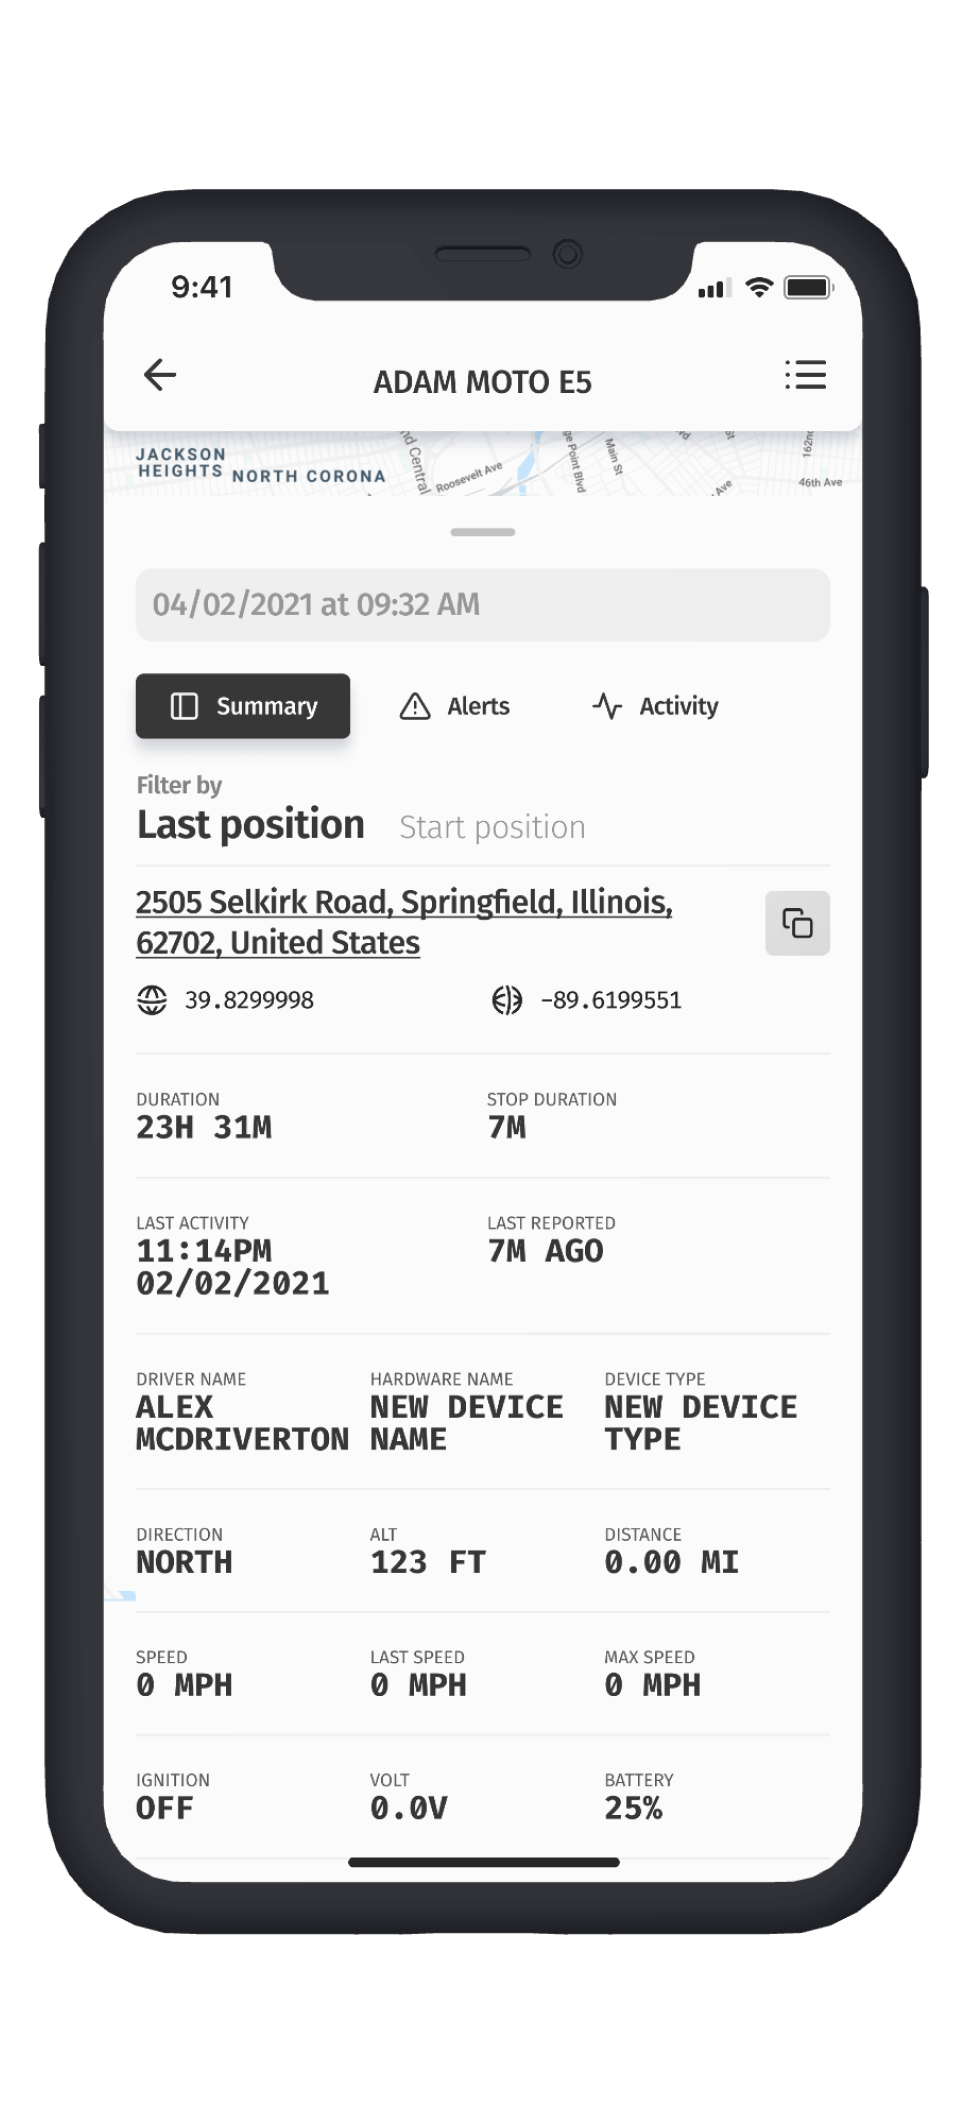 9:41
ADAM MOTO E5
JACKSON
HEIGHTS
NORTH CORONA
Central
Roosevelt Ave
Point Blvd
Main St
Ave
46th Ave
04/02/2021 at 09:32 AM
Summary
Alerts
Activity
Filter by
Last position
Start position
2505 Selkirk Road, Springfield, Illinois,
62702, United States
39.8299998
-89.6199551
DURATION
STOP DURATION
23H 31M
7M
LAST ACTIVITY
LAST REPORTED
11:14PM
7M AGO
02/02/2021
DRIVER NAME
HARDWARE NAME
DEVICE TYPE
ALEX
NEW DEVICE
NEW DEVICE
MCDRIVERTON
NAME
TYPE
DIRECTION
ALT
DISTANCE
NORTH
123 FT
0.00 MI
SPEED
LAST SPEED
MAX SPEED
0 MPH
0 MPH
0 MPH
IGNITION
VOLT
BATTERY
OFF
0.0V
25%